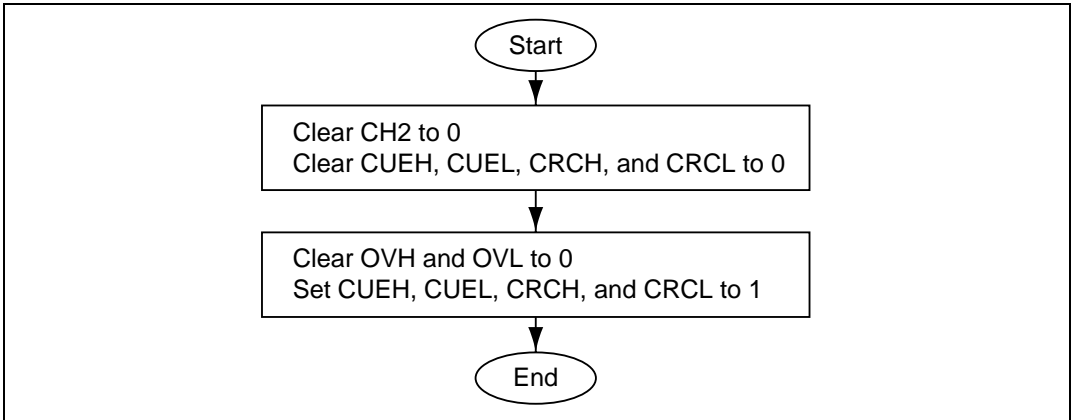 Start
Clear CH2 to 0
Clear CUEH, CUEL, CRCH, and CRCL to 0
Clear OVH and OVL to 0
Set CUEH, CUEL, CRCH, and CRCL to 1
End